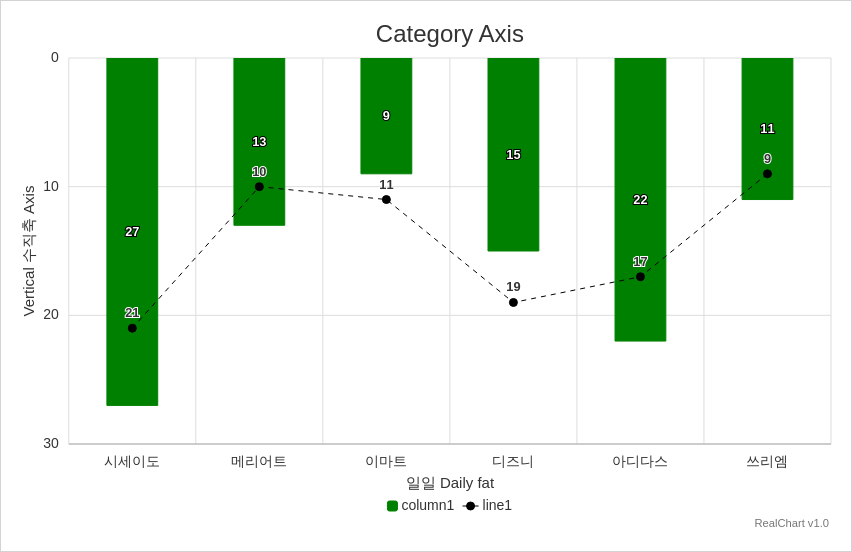 Category Axis
0
10
20
30
Vertical 수직축 Axis
27
13
9
15
22
11
21
10
11
19
17
9
시세이도 메리어트 이마트 디즈니 아디다스 쓰리엠
일일 Daily fat
column1 line1
RealChart v1.0